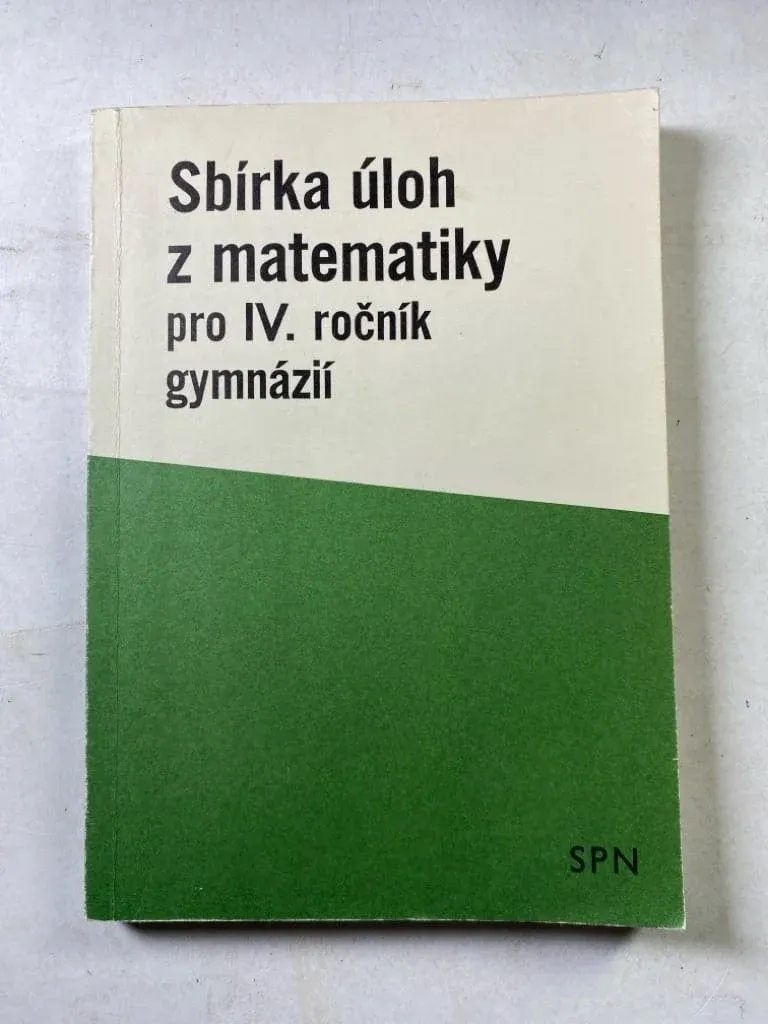 Sbírka úloh
z matematiky
pro IV. ročník
gymnázií
SPN